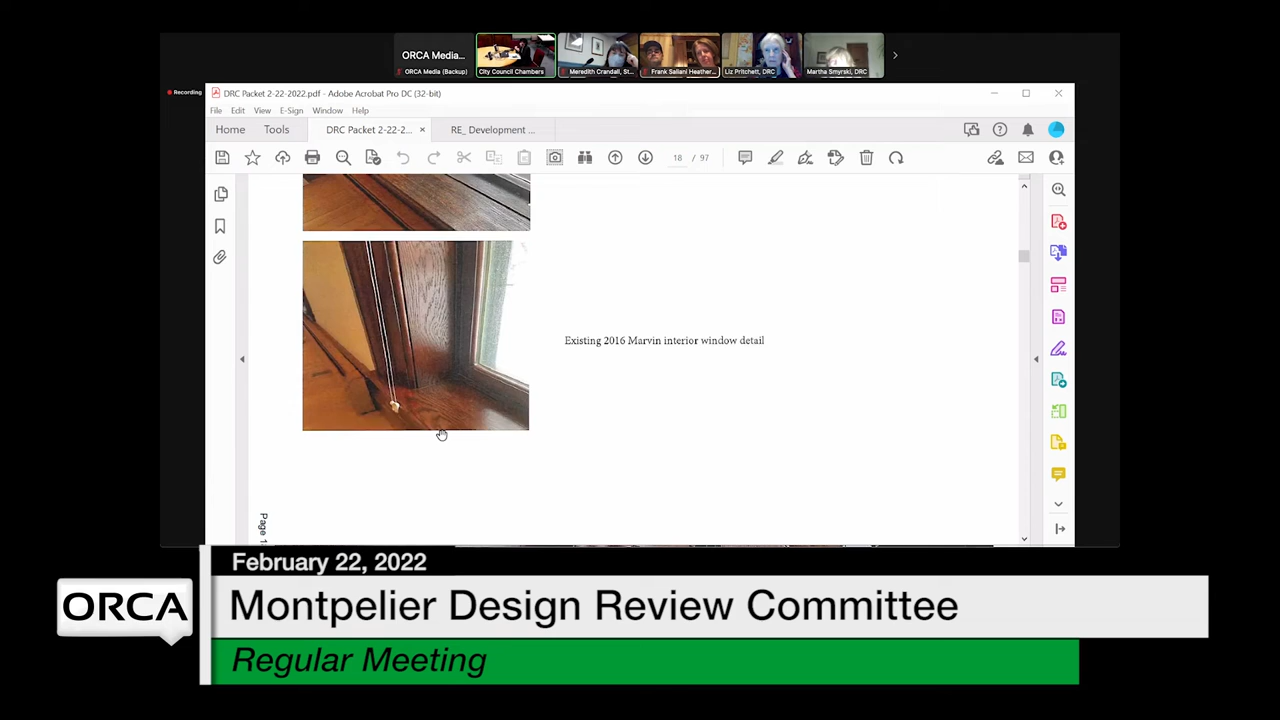 ORCA Media...
ORCA Media (Backup)
City Council Chambers
Meredith Crandall, St...
Frank Sailani Heather...
Liz Pritchett, DRC
Martha Smyrski, DRC
Recording
DRC Packet 2-22-2022.pdf - Adobe Acrobat Pro DC (32-bit)
File Edit View E-Sign Window Help
Home Tools DRC Packet 2-22-2... × RE_ Development ...
18 / 97
Existing 2016 Marvin interior window detail
Page 1
February 22, 2022
ORCA
Montpelier Design Review Committee
Regular Meeting